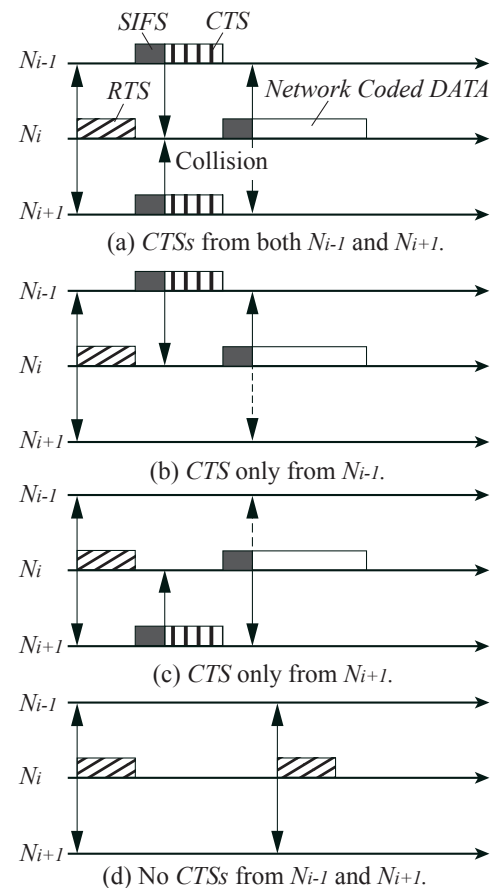 SIFS CTS
Ni-1
RTS Network Coded DATA
Ni
Collision
Ni+1
(a) CTSs from both Ni-1 and Ni+1.
Ni-1
Ni
Ni+1
(b) CTS only from Ni-1.
Ni-1
Ni
Ni+1
(c) CTS only from Ni+1.
Ni-1
Ni
Ni+1
(d) No CTSs from Ni-1 and Ni+1.